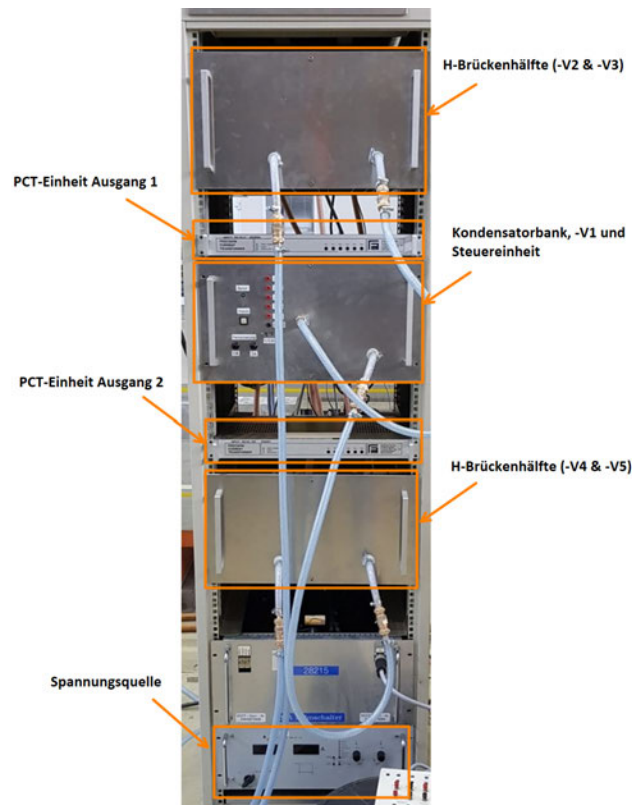 H-Brückenhälfte (-V2 & -V3)
PCT-Einheit Ausgang 1
Kondensatorbank, -V1 und
Steuereinheit
PCT-Einheit Ausgang 2
H-Brückenhälfte (-V4 & -V5)
28215
Spannungsquelle